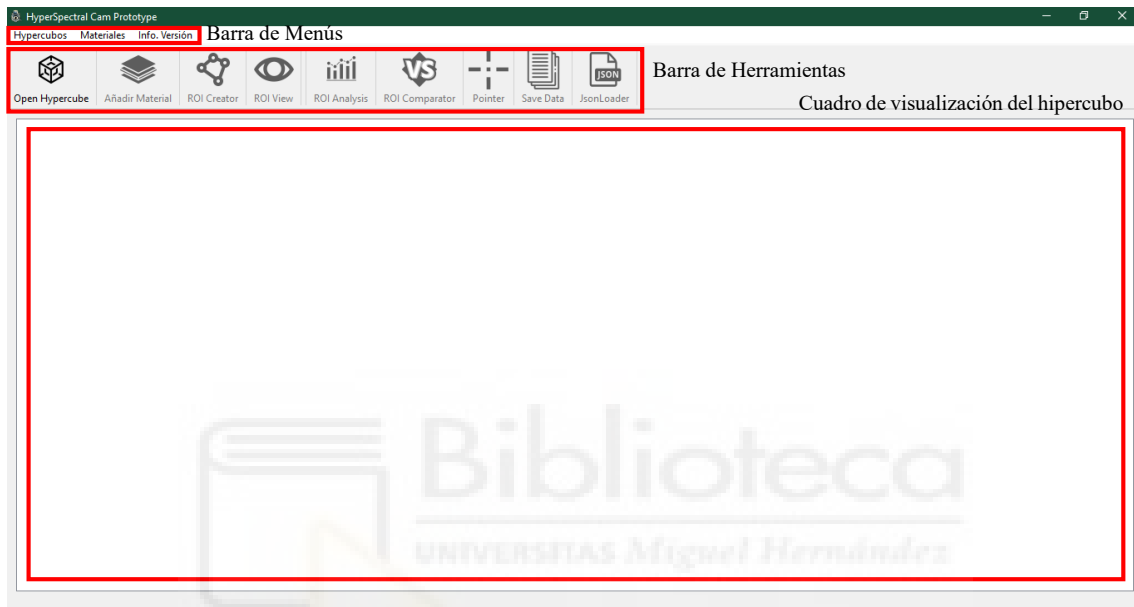 HyperSpectral Cam Prototype
Hypercubos Materiales Info. Versión Barra de Menús
VS JSON Barra de Herramientas
Open Hypercube Añadir Material ROI Creator ROI View ROI Analysis ROI Comparator Pointer Save Data JsonLoader
Cuadro de visualización del hipercubo
Biblioteca
UNIVERSITAS Miguel Hernández